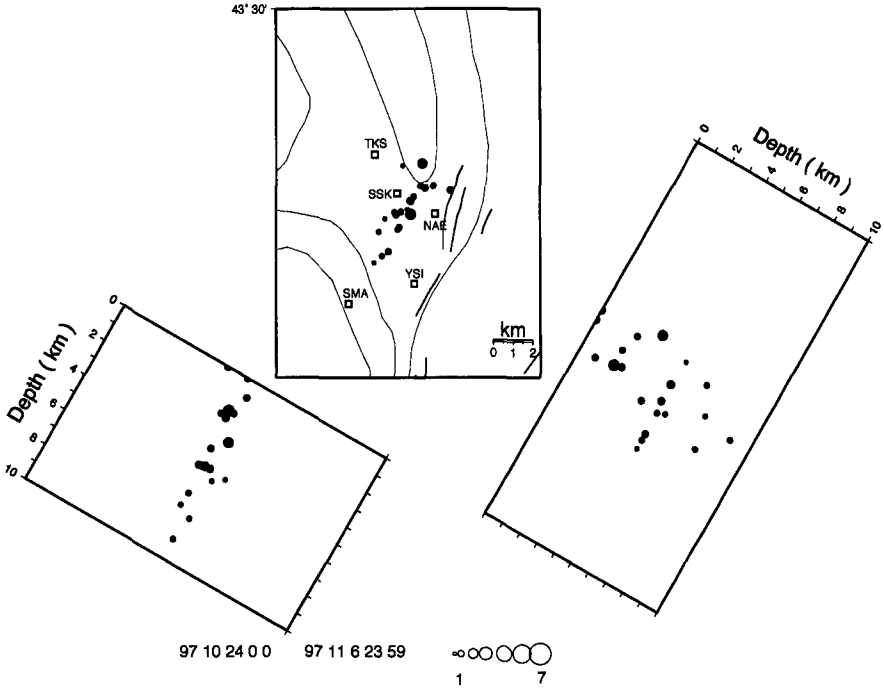 43° 30'
TKS
SSK
NAE
YSI
SMA
km
0 1 2
Depth ( km )
0 2 4 6 8 10
Depth ( km )
0 2 4 6 8 10
97 10 24 0 0 97 11 6 23 59
1 7